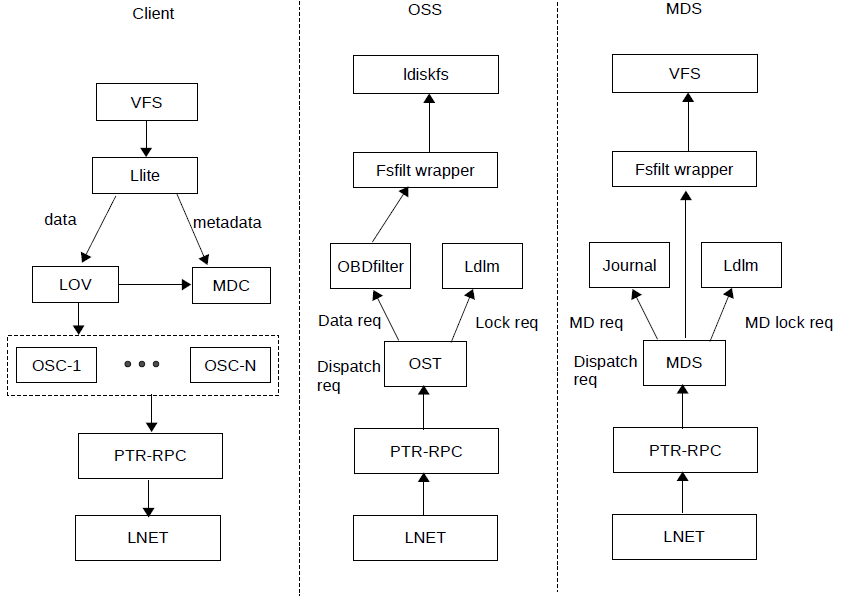 Client
VFS
Llite
data
metadata
LOV
MDC
OSC-1
OSC-N
PTR-RPC
LNET
OSS
ldiskfs
Fsfilt wrapper
OBDfilter
Ldlm
Data req
Lock req
Dispatch
req
OST
PTR-RPC
LNET
MDS
VFS
Fsfilt wrapper
Journal
Ldlm
MD req
MD lock req
Dispatch
req
MDS
PTR-RPC
LNET